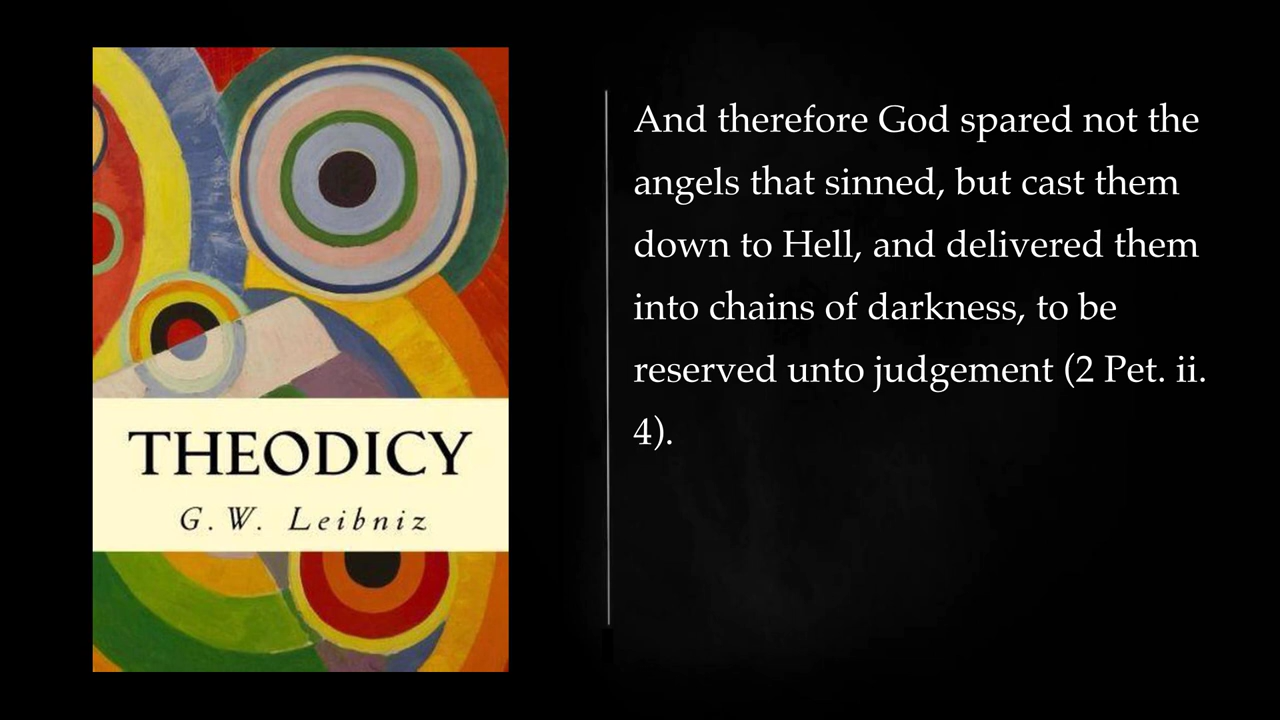 THEODICY
G. W. Leibniz
And therefore God spared not the
angels that sinned, but cast them
down to Hell, and delivered them
into chains of darkness, to be
reserved unto judgement (2 Pet. ii.
4).